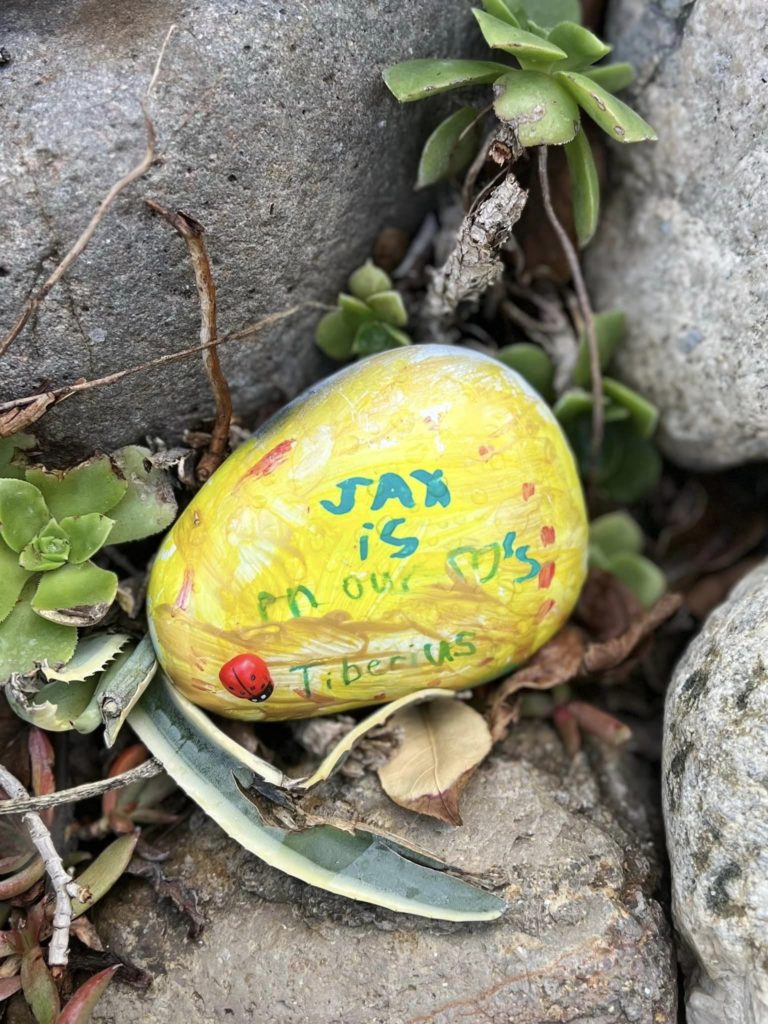 JAX
is
in our ♡'s
Tiberius